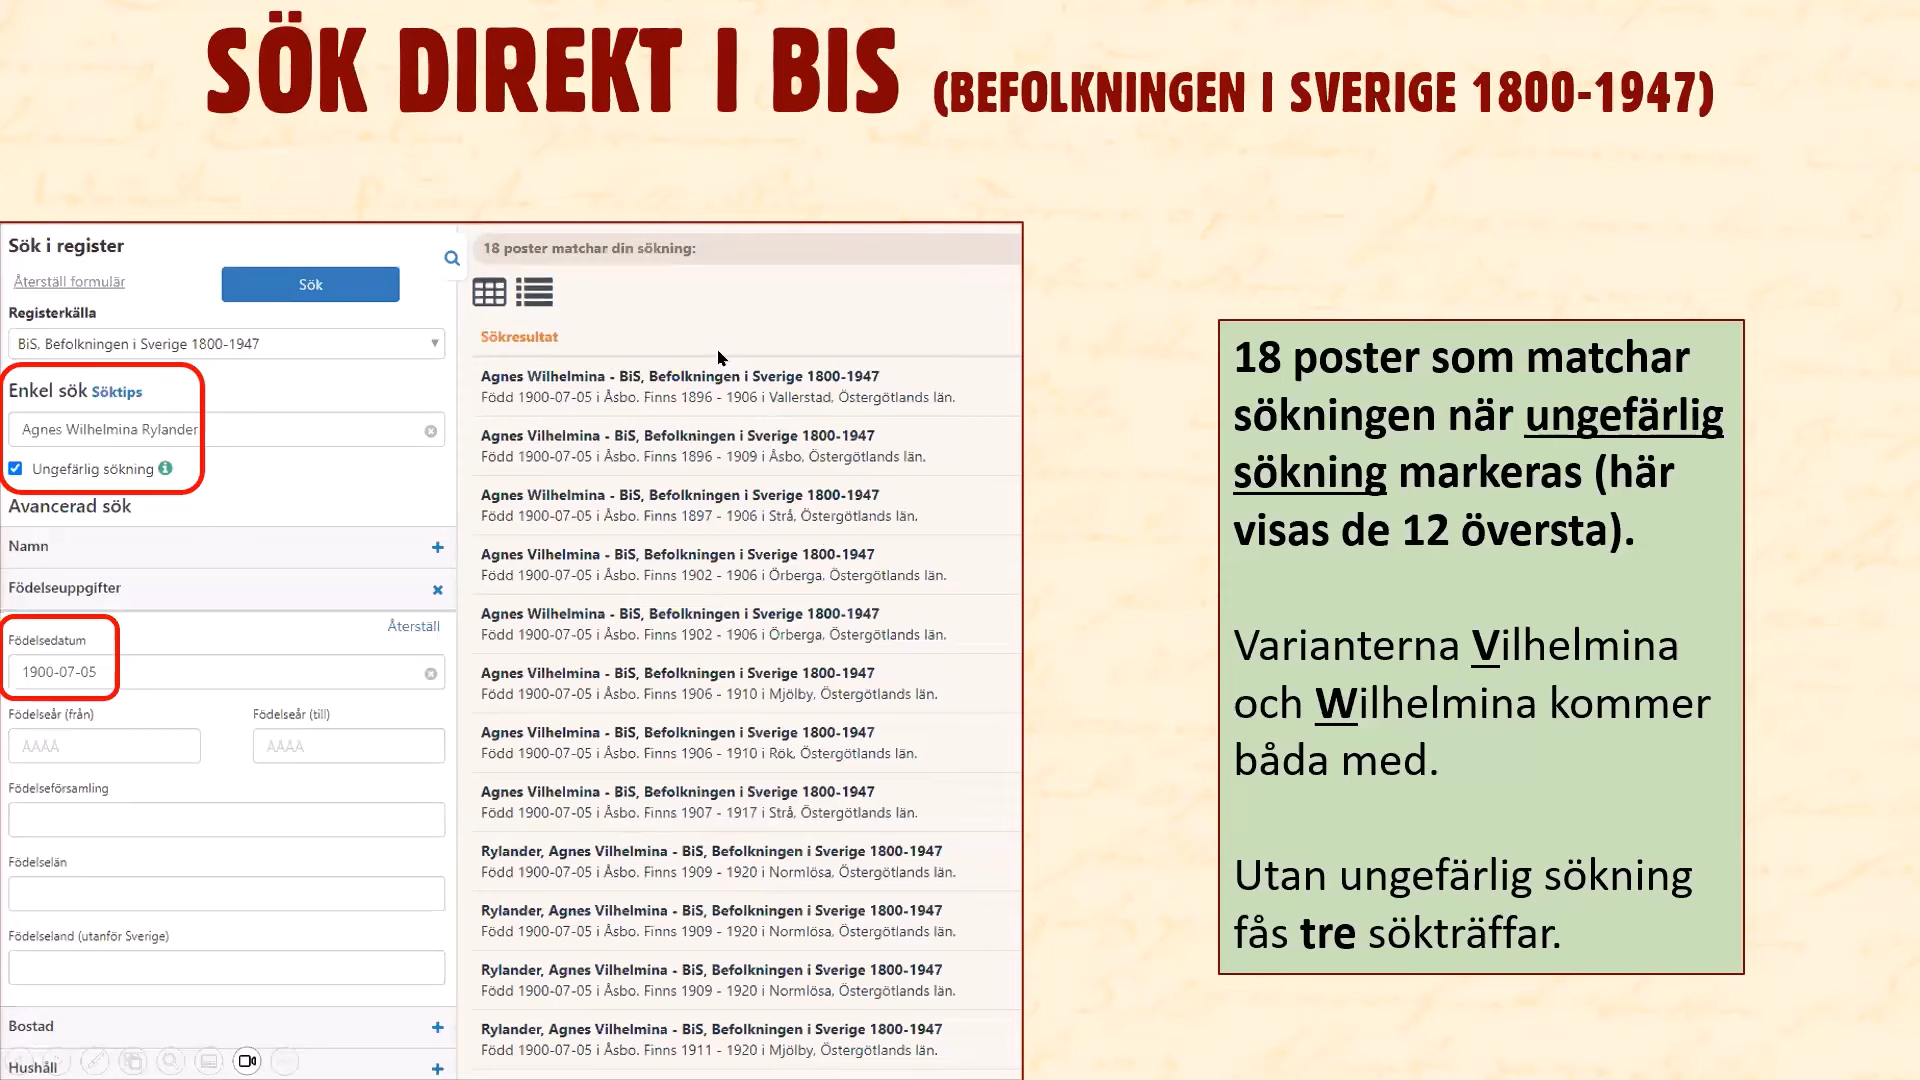 SÖK DIREKT I BIS (BEFOLKNINGEN I SVERIGE 1800-1947)
Sök i register
Återställ formulär
Sök
Registerkälla
BiS, Befolkningen i Sverige 1800-1947
Enkel sök Söktips
Agnes Wilhelmina Rylander
Ungefärlig sökning
Avancerad sök
Namn
Födelseuppgifter
Återställ
Födelsedatum
1900-07-05
Födelseår (från)
Födelseår (till)
ÅÅÅÅ
ÅÅÅÅ
Födelseförsamling
Födelselän
Födelseland (utanför Sverige)
Bostad
Hushåll
18 poster matchar din sökning:
Sökresultat
Agnes Wilhelmina - BiS, Befolkningen i Sverige 1800-1947
Född 1900-07-05 i Åsbo. Finns 1896 - 1906 i Vallerstad, Östergötlands län.
Agnes Vilhelmina - BiS, Befolkningen i Sverige 1800-1947
Född 1900-07-05 i Åsbo. Finns 1896 - 1909 i Åsbo, Östergötlands län.
Agnes Wilhelmina - BiS, Befolkningen i Sverige 1800-1947
Född 1900-07-05 i Åsbo. Finns 1897 - 1906 i Strå, Östergötlands län.
Agnes Vilhelmina - BiS, Befolkningen i Sverige 1800-1947
Född 1900-07-05 i Åsbo. Finns 1902 - 1906 i Örberga, Östergötlands län.
Agnes Wilhelmina - BiS, Befolkningen i Sverige 1800-1947
Född 1900-07-05 i Åsbo. Finns 1902 - 1906 i Örberga, Östergötlands län.
Agnes Vilhelmina - BiS, Befolkningen i Sverige 1800-1947
Född 1900-07-05 i Åsbo. Finns 1906 - 1910 i Mjölby, Östergötlands län.
Agnes Vilhelmina - BiS, Befolkningen i Sverige 1800-1947
Född 1900-07-05 i Åsbo. Finns 1906 - 1910 i Rök, Östergötlands län.
Agnes Vilhelmina - BiS, Befolkningen i Sverige 1800-1947
Född 1900-07-05 i Åsbo. Finns 1907 - 1917 i Strå, Östergötlands län.
Rylander, Agnes Vilhelmina - BiS, Befolkningen i Sverige 1800-1947
Född 1900-07-05 i Åsbo. Finns 1909 - 1920 i Normlösa, Östergötlands län.
Rylander, Agnes Vilhelmina - BiS, Befolkningen i Sverige 1800-1947
Född 1900-07-05 i Åsbo. Finns 1909 - 1920 i Normlösa, Östergötlands län.
Rylander, Agnes Vilhelmina - BiS, Befolkningen i Sverige 1800-1947
Född 1900-07-05 i Åsbo. Finns 1909 - 1920 i Normlösa, Östergötlands län.
Rylander, Agnes Vilhelmina - BiS, Befolkningen i Sverige 1800-1947
Född 1900-07-05 i Åsbo. Finns 1911 - 1920 i Mjölby, Östergötlands län.
18 poster som matchar
sökningen när ungefärlig
sökning markeras (här
visas de 12 översta).
Varianterna Vilhelmina
och Wilhelmina kommer
båda med.
Utan ungefärlig sökning
fås tre sökträffar.